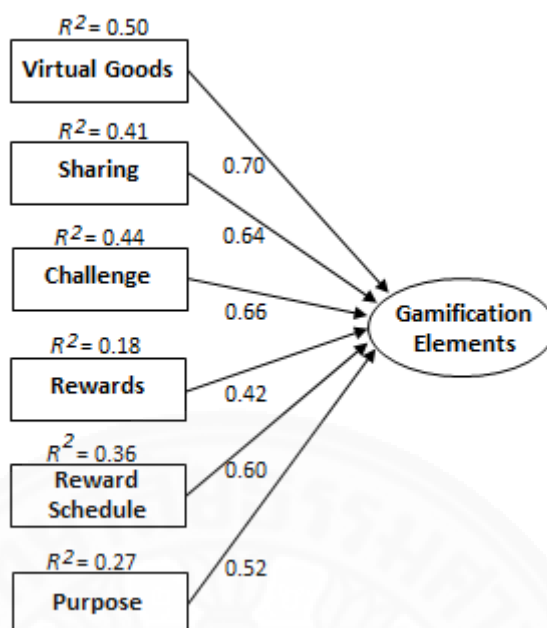 R² = 0.50
Virtual Goods
R² = 0.41
Sharing
0.70
0.64
R² = 0.44
Challenge
0.66
Gamification
Elements
R² = 0.18
Rewards
0.42
R² = 0.36
Reward
Schedule
0.60
R² = 0.27
Purpose
0.52